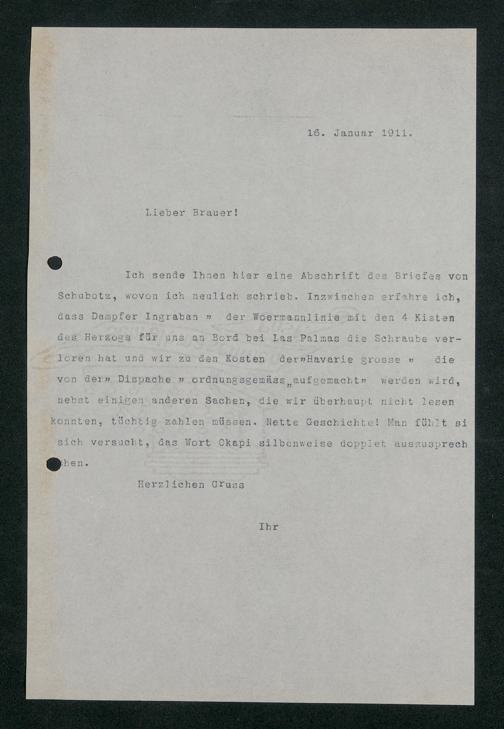 16. Januar 1911.
Lieber Brauer!
Ich sende Ihnen hier eine Abschrift des Briefes von
Schubotz, wovon ich neulich schrieb. Inzwischen erfahre ich,
dass Dampfer Ingraban " der Woermannlinie mit den 4 Kisten
des Herzogs für uns an Bord bei Las Palmas die Schraube ver-
loren hat und wir zu den Kosten der"Havarie grosse " die
von der" Dispache " ordnungsgemäss„aufgemacht" werden wird,
nebst einigen anderen Sachen, die wir überhaupt nicht lesen
konnten, tüchtig zahlen müssen. Nette Geschichte! Man fühlt si
sich versucht, das Wort Okapi silbenweise dopplet auszusprech
chen.
Herzlichen Gruss
Ihr